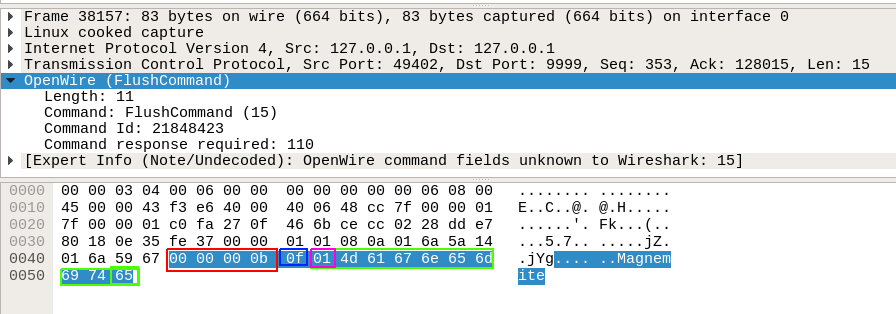 Frame 38157: 83 bytes on wire (664 bits), 83 bytes captured (664 bits) on interface 0
Linux cooked capture
Internet Protocol Version 4, Src: 127.0.0.1, Dst: 127.0.0.1
Transmission Control Protocol, Src Port: 49402, Dst Port: 9999, Seq: 353, Ack: 128015, Len: 15
OpenWire (FlushCommand)
Length: 11
Command: FlushCommand (15)
Command Id: 21848423
Command response required: 110
[Expert Info (Note/Undecoded): OpenWire command fields unknown to Wireshark: 15]
0000 00 00 03 04 00 06 00 00 00 00 00 00 00 06 08 00 ........ ........
0010 45 00 00 43 f3 e6 40 00 40 06 48 cc 7f 00 00 01 E..C..@. @.H.....
0020 7f 00 00 01 c0 fa 27 0f 46 6b ce cc 02 28 dd e7 ......'. Fk...(..
0030 80 18 0e 35 fe 37 00 00 01 01 08 0a 01 6a 5a 14 ...5.7.. .....jZ.
0040 01 6a 59 67 00 00 00 0b 0f 01 4d 61 67 6e 65 6d .jYg.... ..Magnem
0050 69 74 65 ite